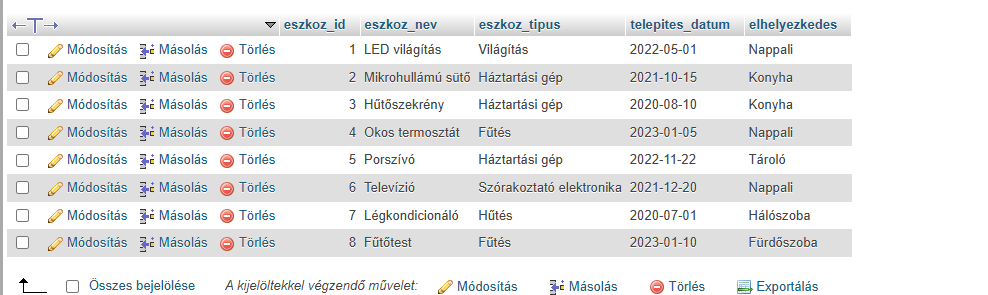 eszkoz_id eszkoz_nev eszkoz_tipus telepites_datum elhelyezkedes
Módosítás Másolás Törlés 1 LED világítás Világítás 2022-05-01 Nappali
Módosítás Másolás Törlés 2 Mikrohullámú sütő Háztartási gép 2021-10-15 Konyha
Módosítás Másolás Törlés 3 Hűtőszekrény Háztartási gép 2020-08-10 Konyha
Módosítás Másolás Törlés 4 Okos termosztát Fűtés 2023-01-05 Nappali
Módosítás Másolás Törlés 5 Porszívó Háztartási gép 2022-11-22 Tároló
Módosítás Másolás Törlés 6 Televízió Szórakoztató elektronika 2021-12-20 Nappali
Módosítás Másolás Törlés 7 Légkondicionáló Hűtés 2020-07-01 Hálószoba
Módosítás Másolás Törlés 8 Fűtőtest Fűtés 2023-01-10 Fürdőszoba
Összes bejelölése A kijelöltekkel végzendő művelet: Módosítás Másolás Törlés Exportálás